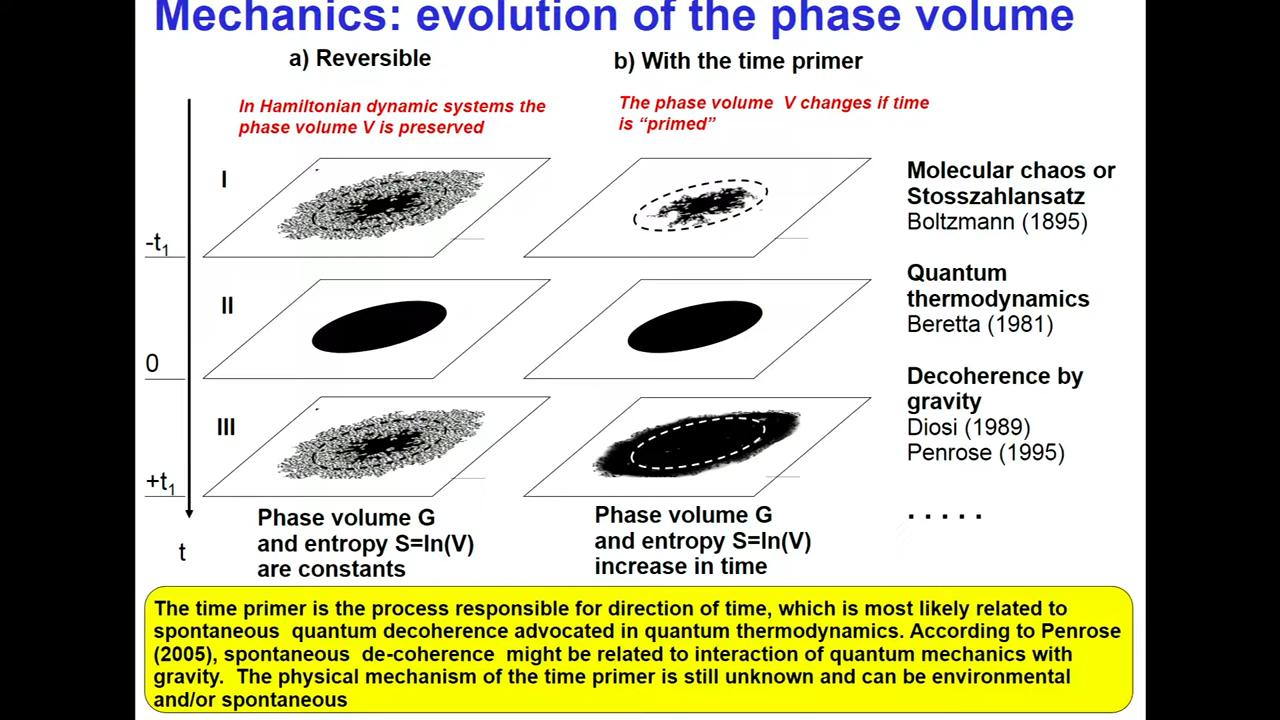 Mechanics: evolution of the phase volume
a) Reversible
b) With the time primer
In Hamiltonian dynamic systems the
phase volume V is preserved
The phase volume V changes if time
is “primed”
I
-t1
II
0
III
+t1
t
Molecular chaos or
Stosszahlansatz
Boltzmann (1895)
Quantum
thermodynamics
Beretta (1981)
Decoherence by
gravity
Diosi (1989)
Penrose (1995)
. . . . .
Phase volume G
and entropy S=ln(V)
are constants
Phase volume G
and entropy S=ln(V)
increase in time
The time primer is the process responsible for direction of time, which is most likely related to
spontaneous quantum decoherence advocated in quantum thermodynamics. According to Penrose
(2005), spontaneous de-coherence might be related to interaction of quantum mechanics with
gravity. The physical mechanism of the time primer is still unknown and can be environmental
and/or spontaneous